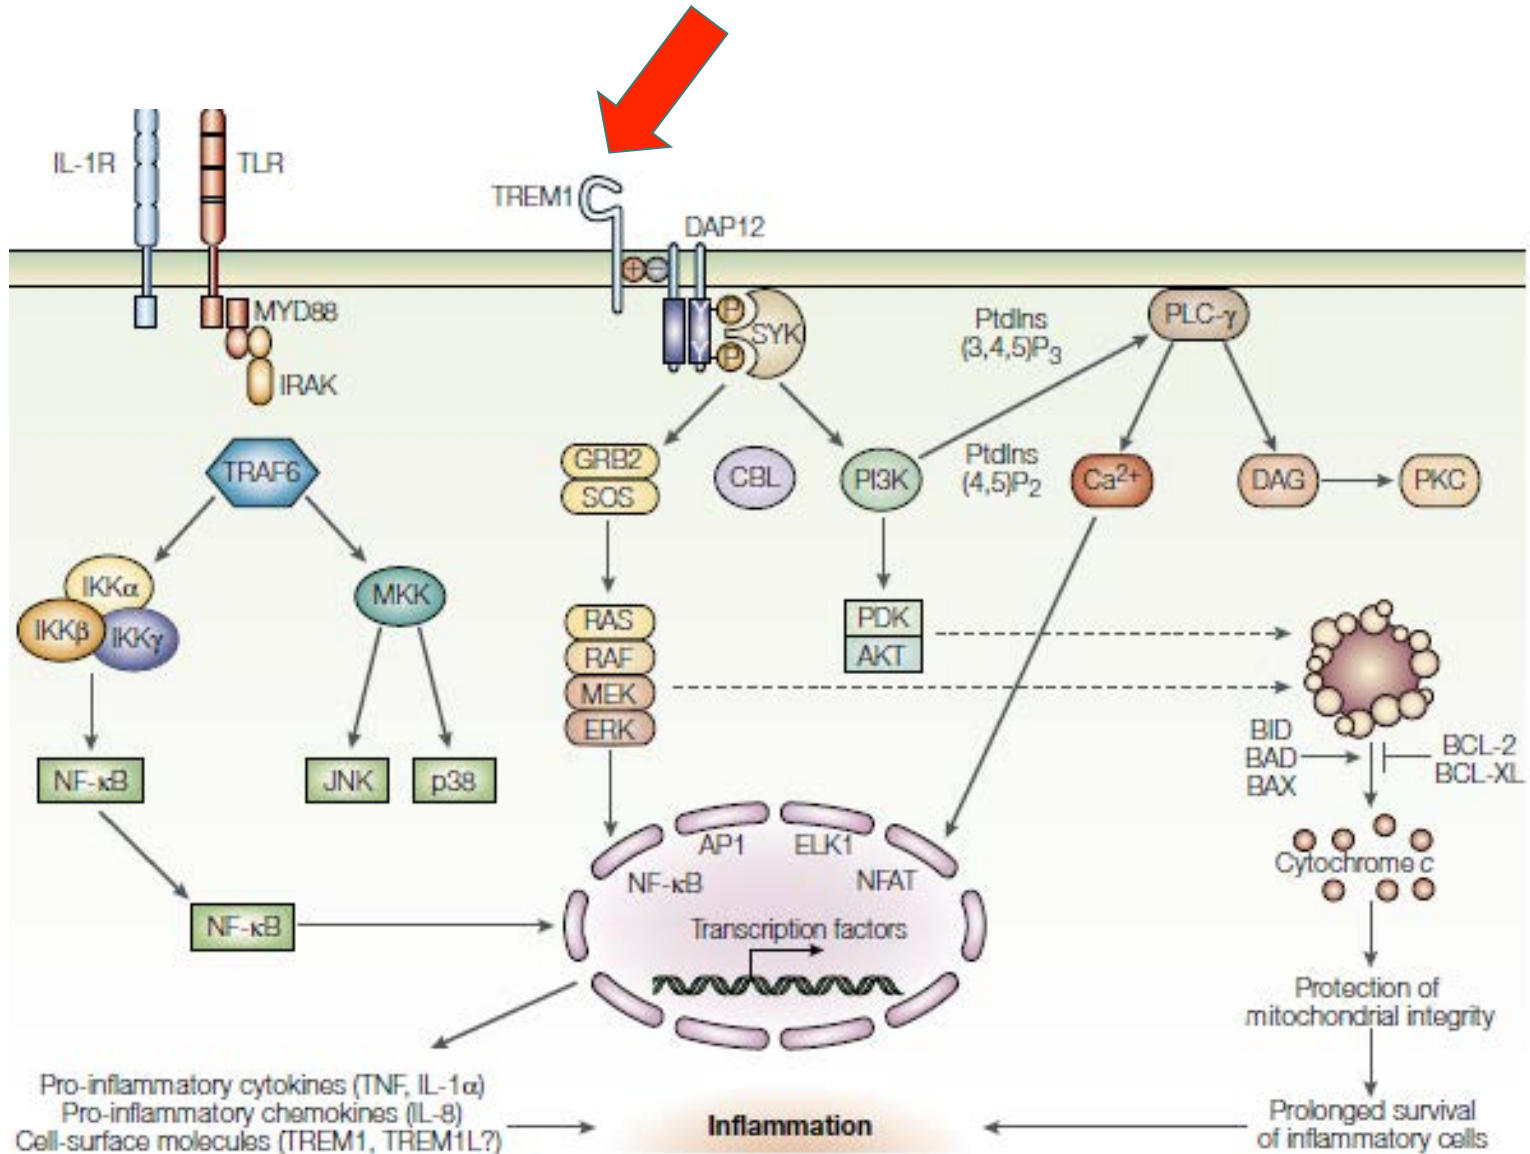 IL-1R
TLR
TREM1
DAP12
+
−
MYD88
IRAK
Y
P
SYK
Y
P
PtdIns
(3,4,5)P3
PLC-γ
TRAF6
GRB2
SOS
CBL
PI3K
PtdIns
(4,5)P2
Ca2+
DAG
PKC
IKKα
IKKβ
IKKγ
MKK
RAS
RAF
MEK
ERK
PDK
AKT
NF-κB
JNK
p38
BID
BAD
BAX
BCL-2
BCL-XL
AP1
ELK1
NF-κB
NFAT
Cytochrome c
NF-κB
Transcription factors
Protection of
mitochondrial integrity
Pro-inflammatory cytokines (TNF, IL-1α)
Pro-inflammatory chemokines (IL-8)
Cell-surface molecules (TREM1, TREM1L?)
Inflammation
Prolonged survival
of inflammatory cells